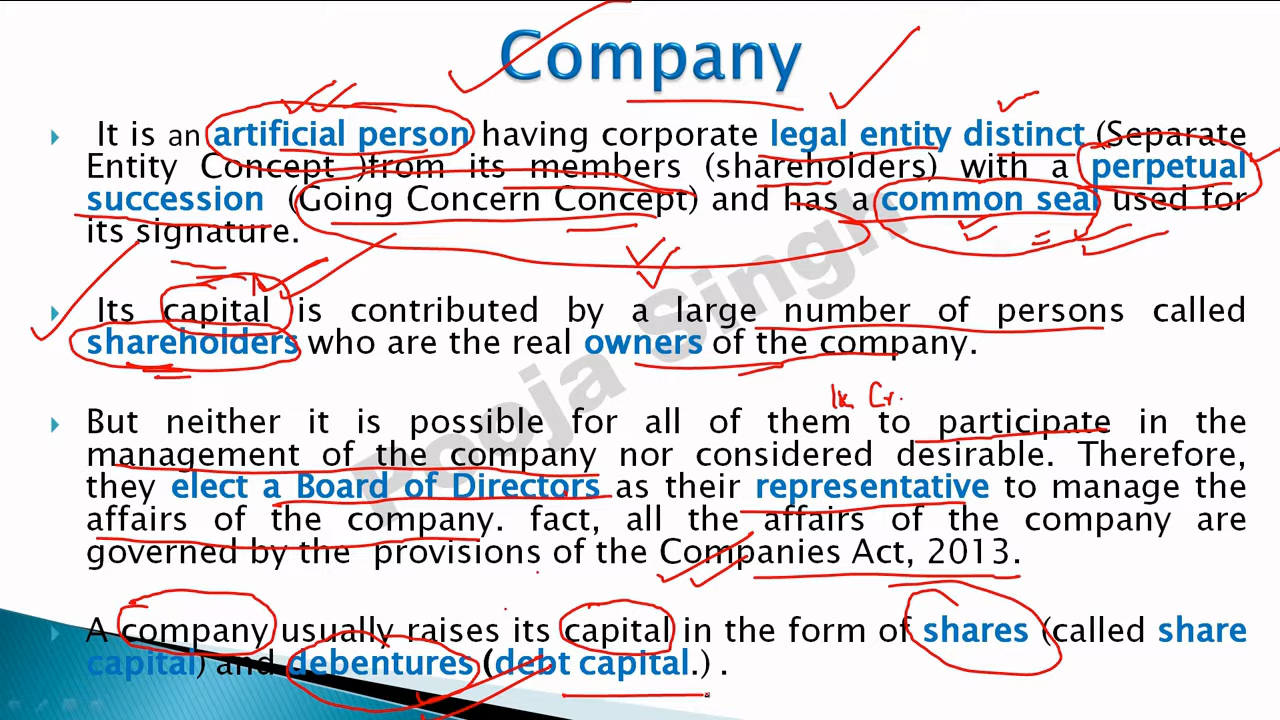 Company
It is an artificial person having corporate legal entity distinct (Separate
Entity Concept )from its members (shareholders) with a perpetual
succession (Going Concern Concept) and has a common seal used for
its signature.
Its capital is contributed by a large number of persons called
shareholders who are the real owners of the company.
But neither it is possible for all of them to participate in the
management of the company nor considered desirable. Therefore,
they elect a Board of Directors as their representative to manage the
affairs of the company. fact, all the affairs of the company are
governed by the provisions of the Companies Act, 2013.
A company usually raises its capital in the form of shares (called share
capital) and debentures (debt capital.) .
Pooja Singh